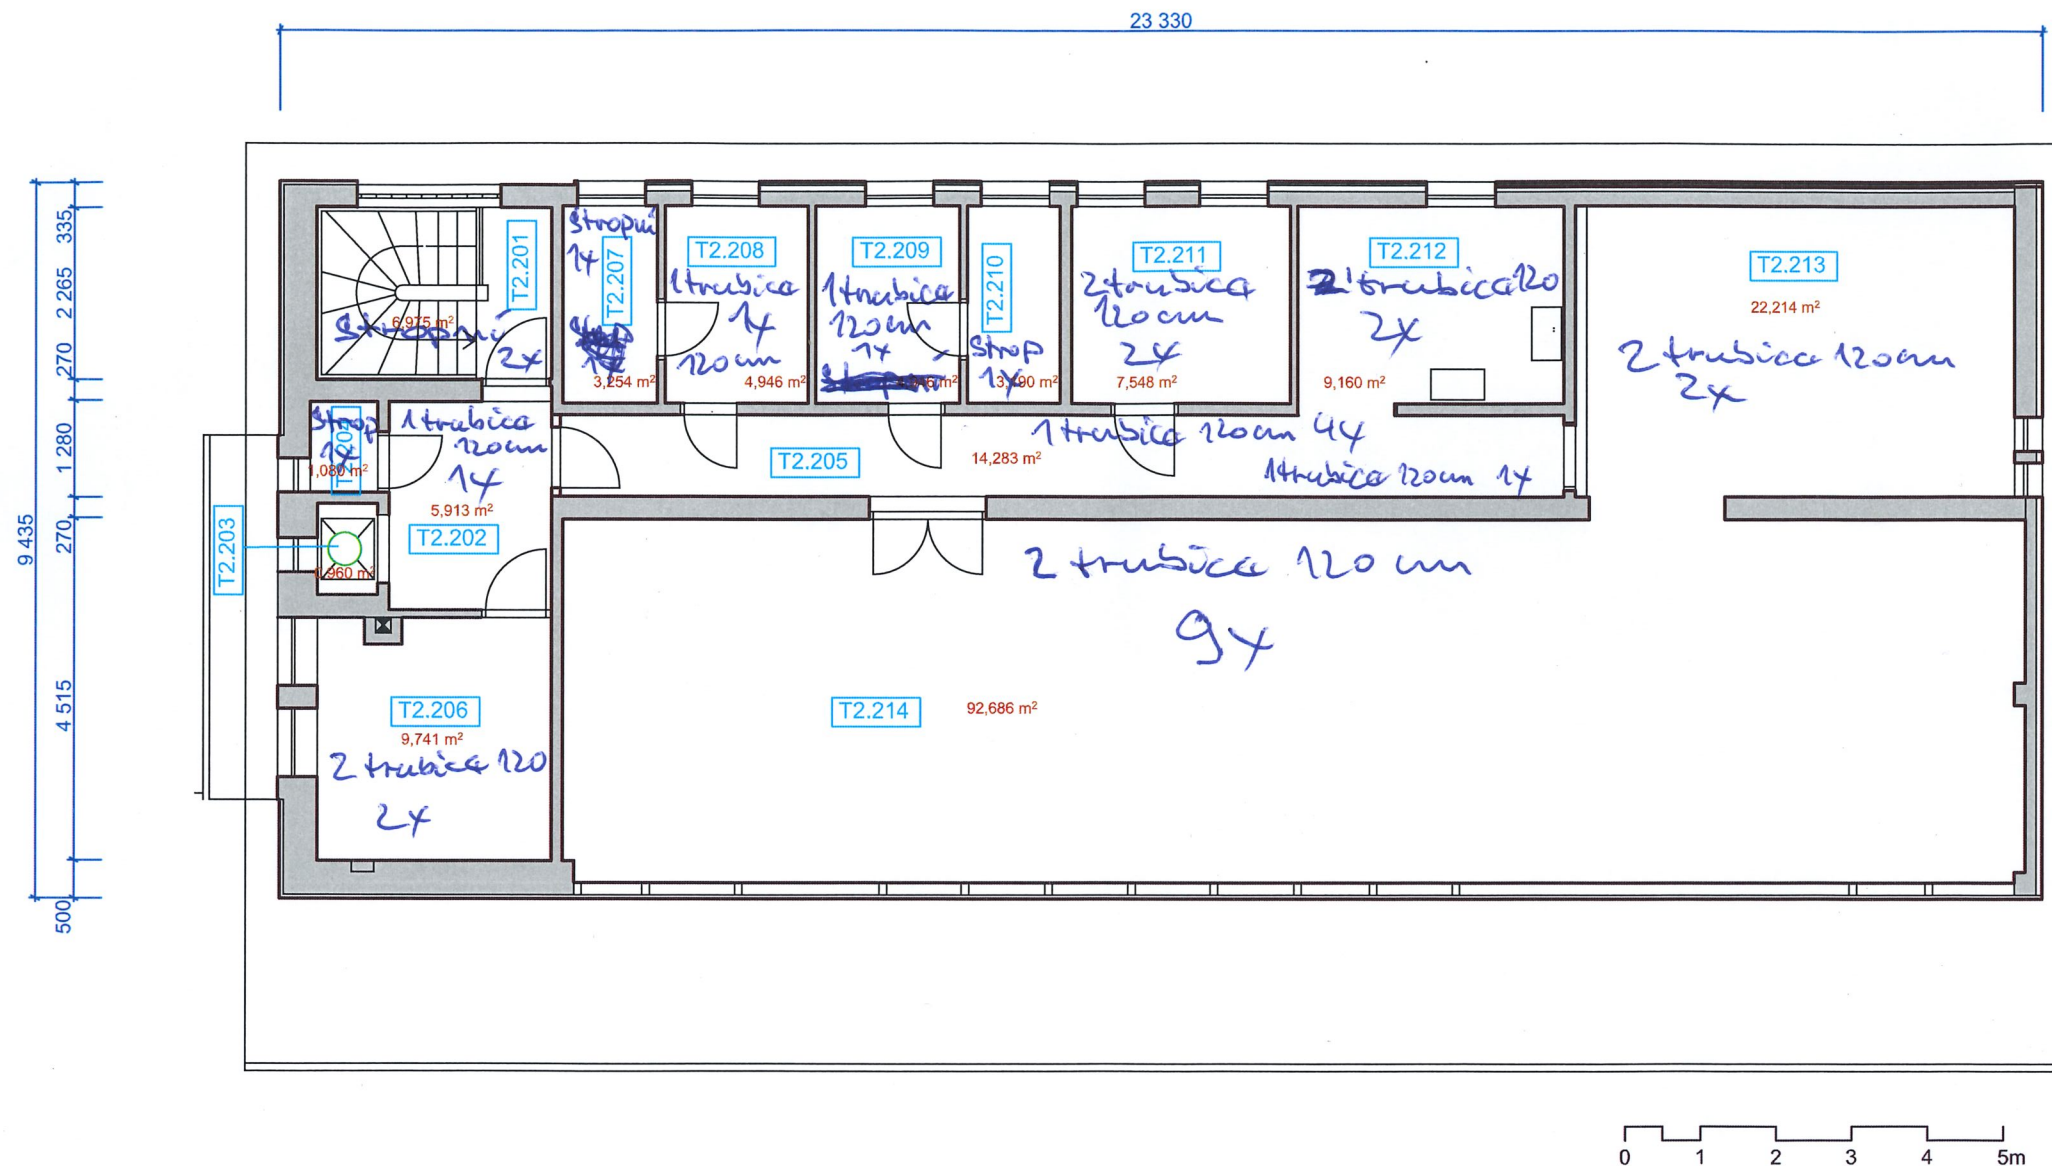 23 330
9 435
335
2 265
270
1 280
270
4 515
500
T2.201
6,975 m²
Stropní
2x
Stropní
1x
T2.207
3,254 m²
T2.208
1 trubica
1x
120 cm
4,946 m²
T2.209
1 trubica
120 cm
1x
T2.210
Strop
1x
T2.211
2 trubica
120 cm
2x
7,548 m²
T2.212
2 trubica 120
2x
9,160 m²
T2.213
22,214 m²
2 trubica 120 cm
2x
Strop
1x
1,080 m²
1 trubica
120 cm
1x
5,913 m²
T2.202
T2.203
1 trubica 120 cm 4x
T2.205
14,283 m²
1 trubica 120 cm 1x
2 trubica 120 cm
9x
T2.206
9,741 m²
2 trubica 120
2x
T2.214
92,686 m²
0 1 2 3 4 5m